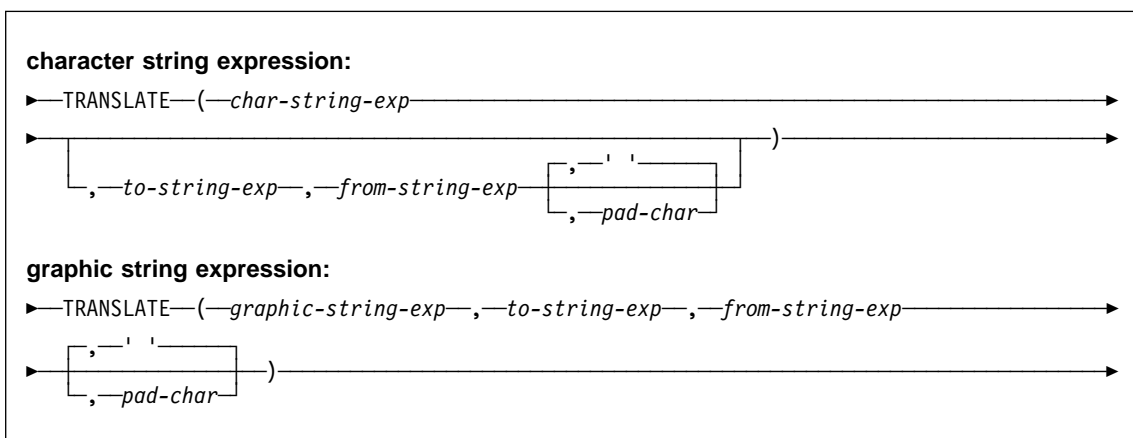 character string expression:
TRANSLATE ( char-string-exp
)
, ' '
, to-string-exp , from-string-exp
, pad-char
graphic string expression:
TRANSLATE ( graphic-string-exp , to-string-exp , from-string-exp
, ' '
)
, pad-char